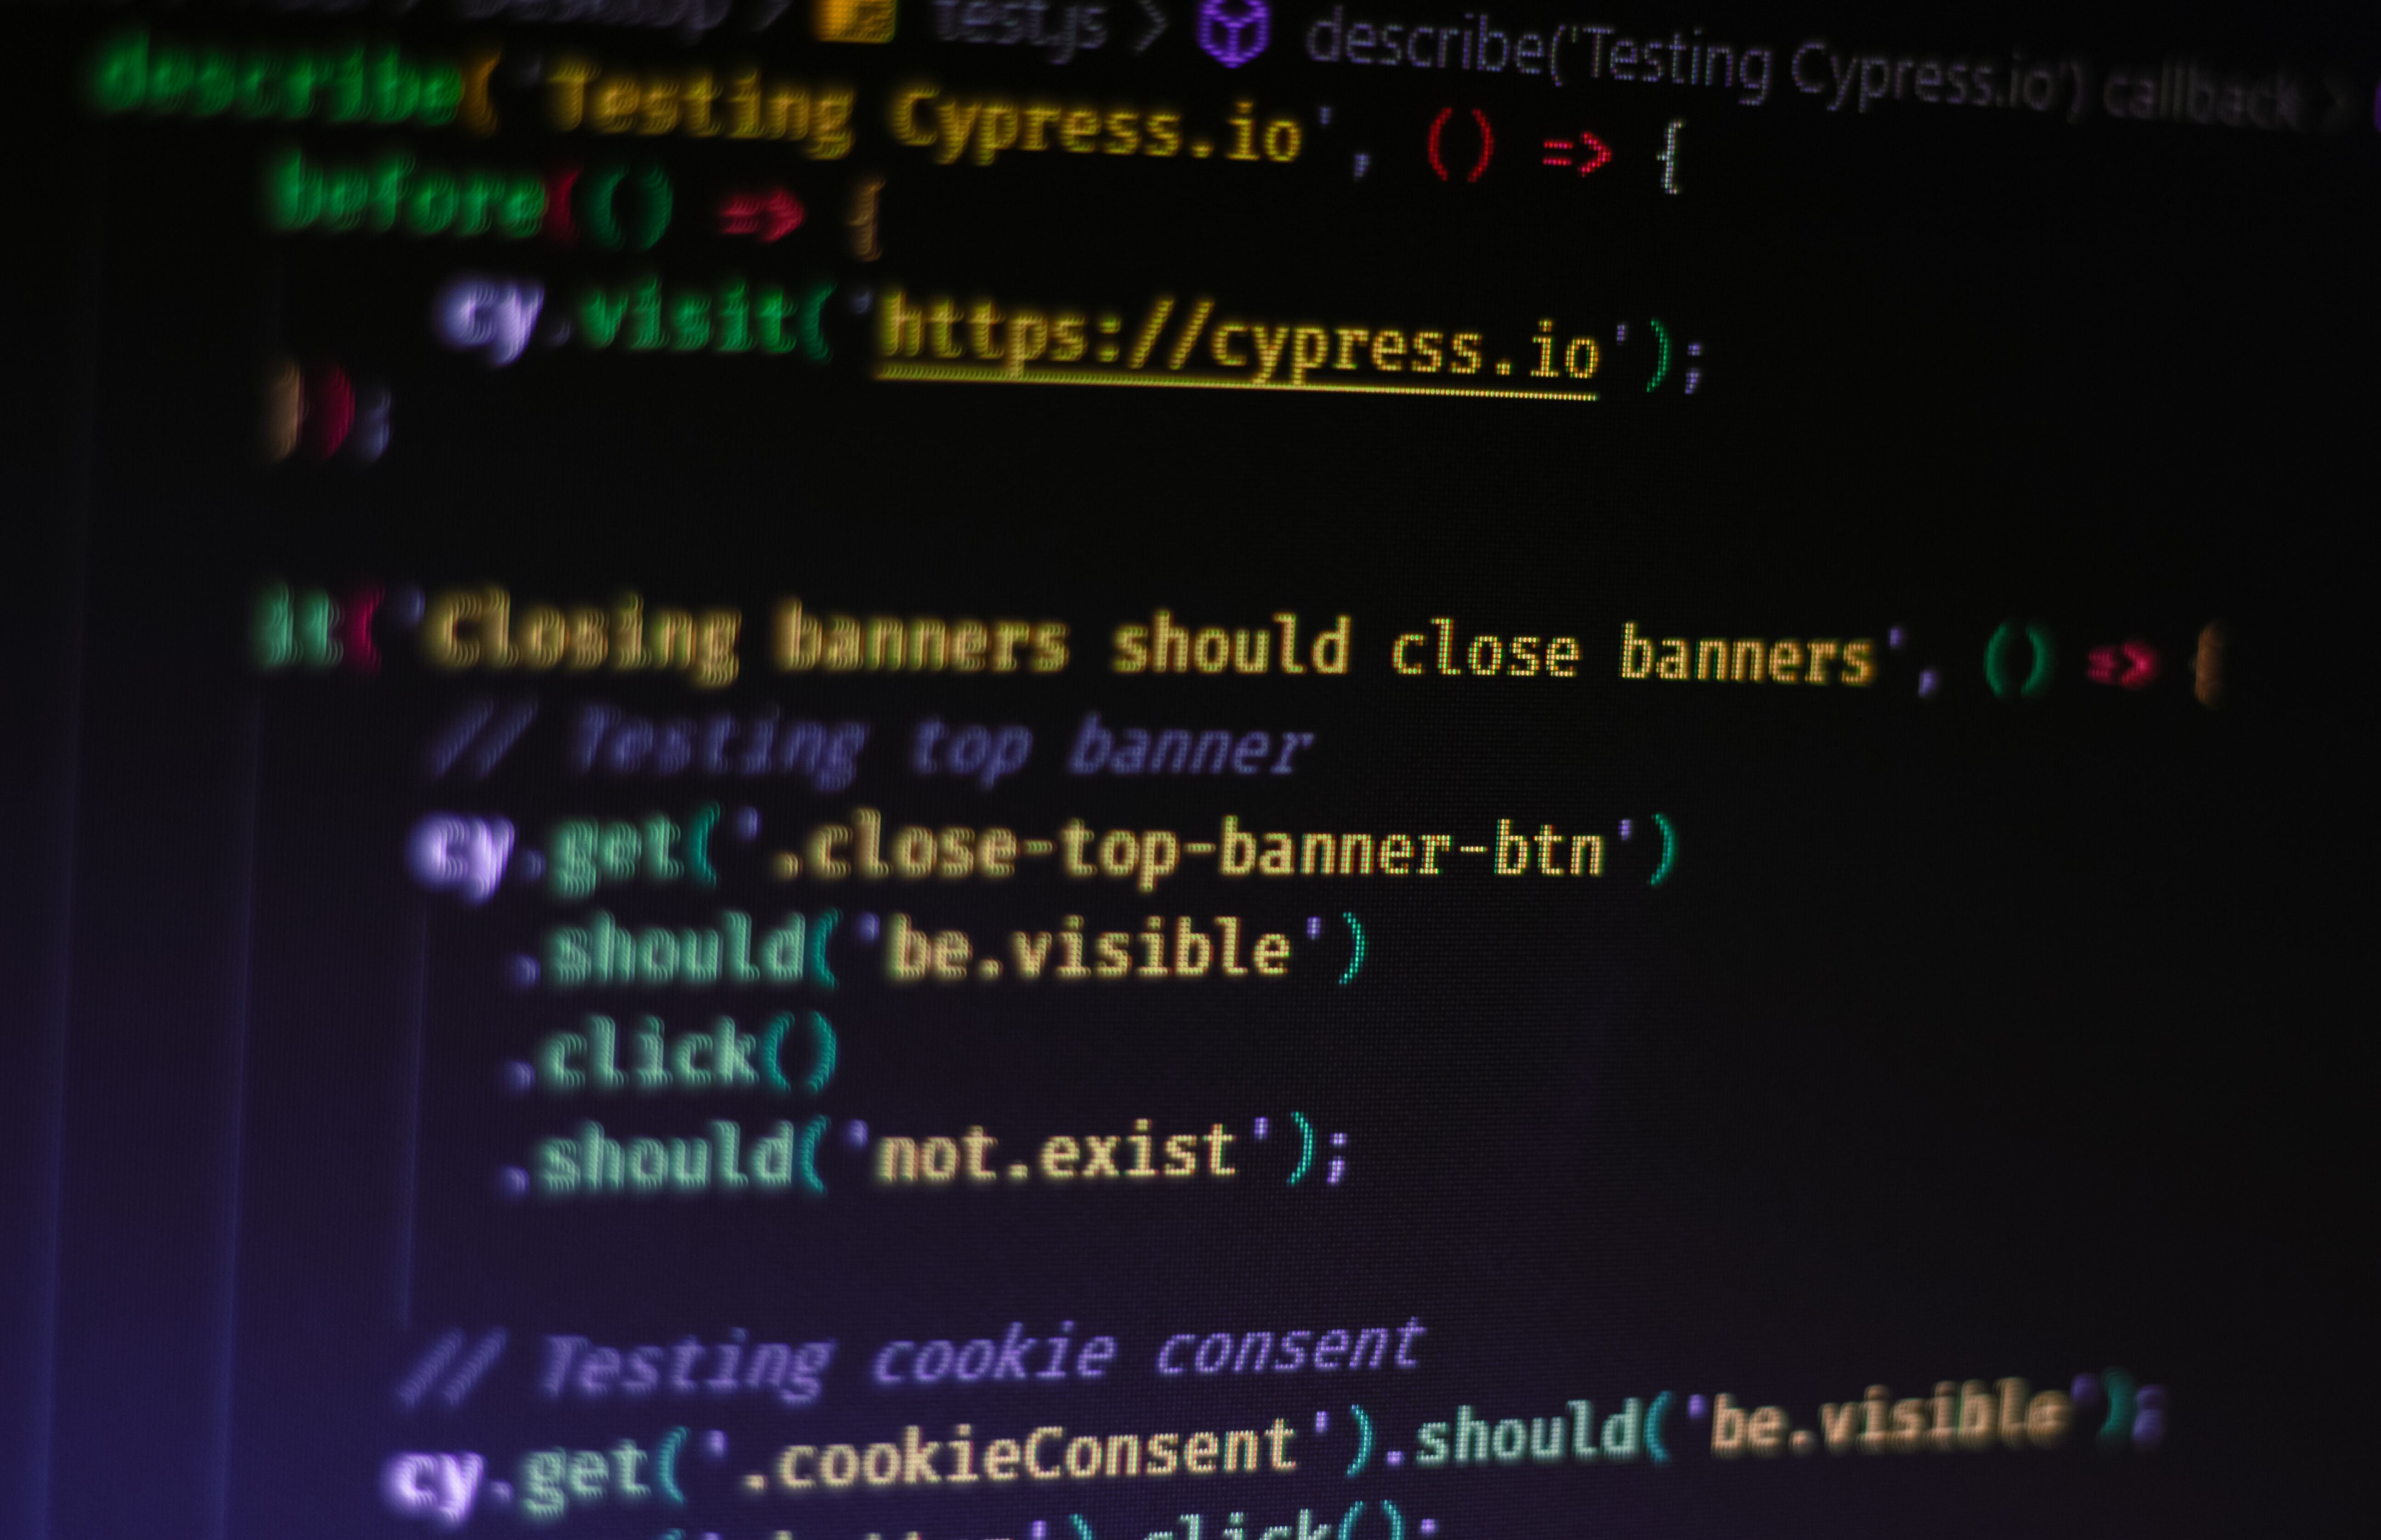 test.js > describe('Testing Cypress.io') callback >
describe('Testing Cypress.io', () => {
before(() => {
cy.visit('https://cypress.io');
});
it('Closing banners should close banners', () => {
// Testing top banner
cy.get('.close-top-banner-btn')
.should('be.visible')
.click()
.should('not.exist');
// Testing cookie consent
cy.get('.cookieConsent').should('be.visible');
').click();